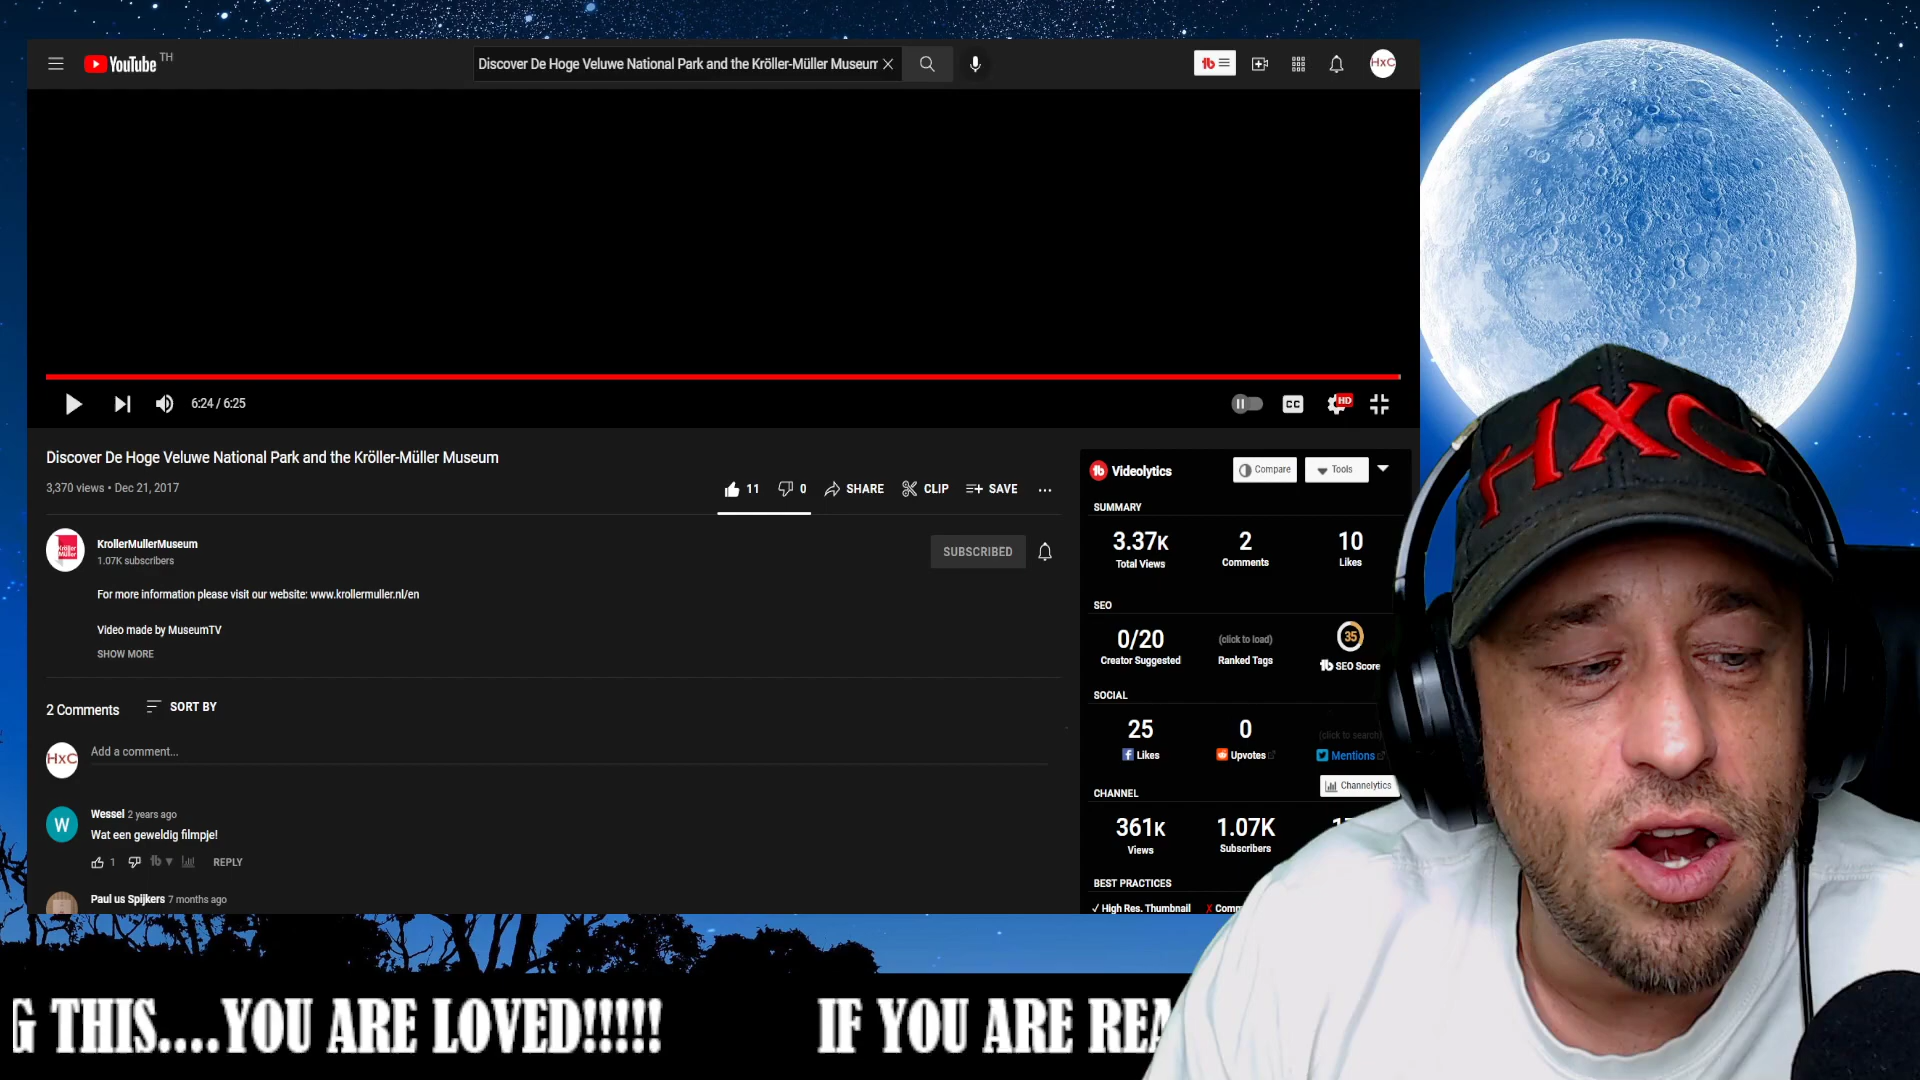 YouTube TH
Discover De Hoge Veluwe National Park and the Kröller-Müller Museum
HxC
6:24 / 6:25
CC
HD
Discover De Hoge Veluwe National Park and the Kröller-Müller Museum
3,370 views • Dec 21, 2017
11
0
SHARE
CLIP
SAVE
KrollerMullerMuseum
1.07K subscribers
SUBSCRIBED
For more information please visit our website: www.krollermuller.nl/en
Video made by MuseumTV
SHOW MORE
2 Comments
SORT BY
HxC
Add a comment...
W
Wessel 2 years ago
Wat een geweldig filmpje!
1
REPLY
Paul us Spijkers 7 months ago
Videolytics
Compare
Tools
SUMMARY
3.37K 2 10
Total Views Comments Likes
SEO
0/20 (click to load) 35
Creator Suggested Ranked Tags SEO Score
SOCIAL
25 0 (click to search)
Likes Upvotes Mentions
Channelytics
CHANNEL
361K 1.07K
Views Subscribers
BEST PRACTICES
✓ High Res. Thumbnail ✗ Comm
HXC
G THIS....YOU ARE LOVED!!!!! IF YOU ARE REA